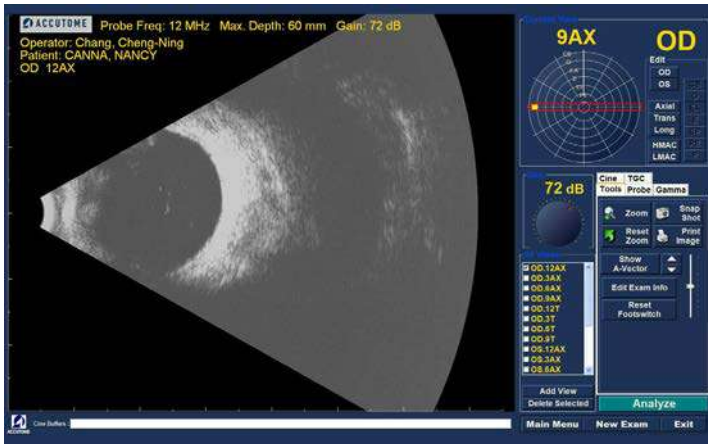 ACCUTOME Probe Freq: 12 MHz Max. Depth: 60 mm Gain: 72 dB
Operator: Chang, Cheng-Ning
Patient: CANNA, NANCY
OD 12AX
Current View
9AX OD
Edit
OD
OS
Axial
Trans
Long
HMAC
LMAC
72 dB
Cine TGC
Tools Probe Gamma
Zoom
Snap Shot
Reset Zoom
Print Image
Show A-Vector
Edit Exam Info
Reset Footswitch
OD.12AX
OD.3AX
OD.6AX
OD.9AX
OD.12T
OD.3T
OD.6T
OD.9T
OS.12AX
OS.3AX
OS.6AX
Add View
Delete Selected
Analyze
ACCUTOME
Cine Buffers:
Main Menu New Exam Exit